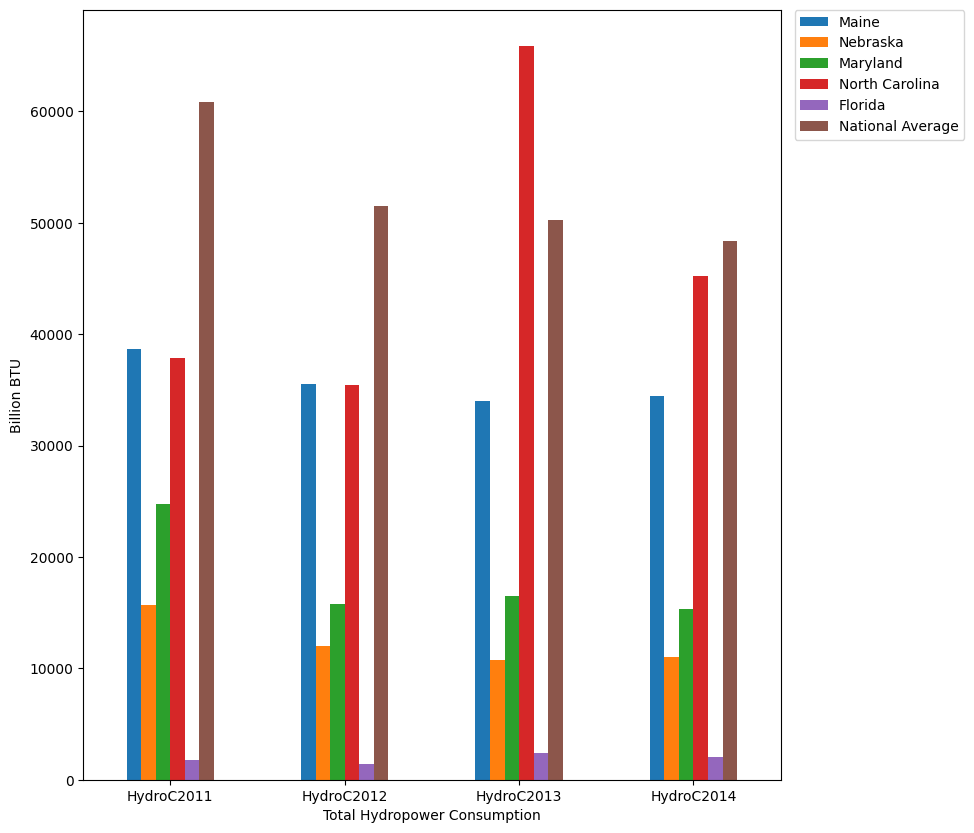 Maine
Nebraska
Maryland
North Carolina
Florida
National Average
60000
50000
40000
30000
20000
10000
0
Billion BTU
HydroC2011 HydroC2012 HydroC2013 HydroC2014
Total Hydropower Consumption